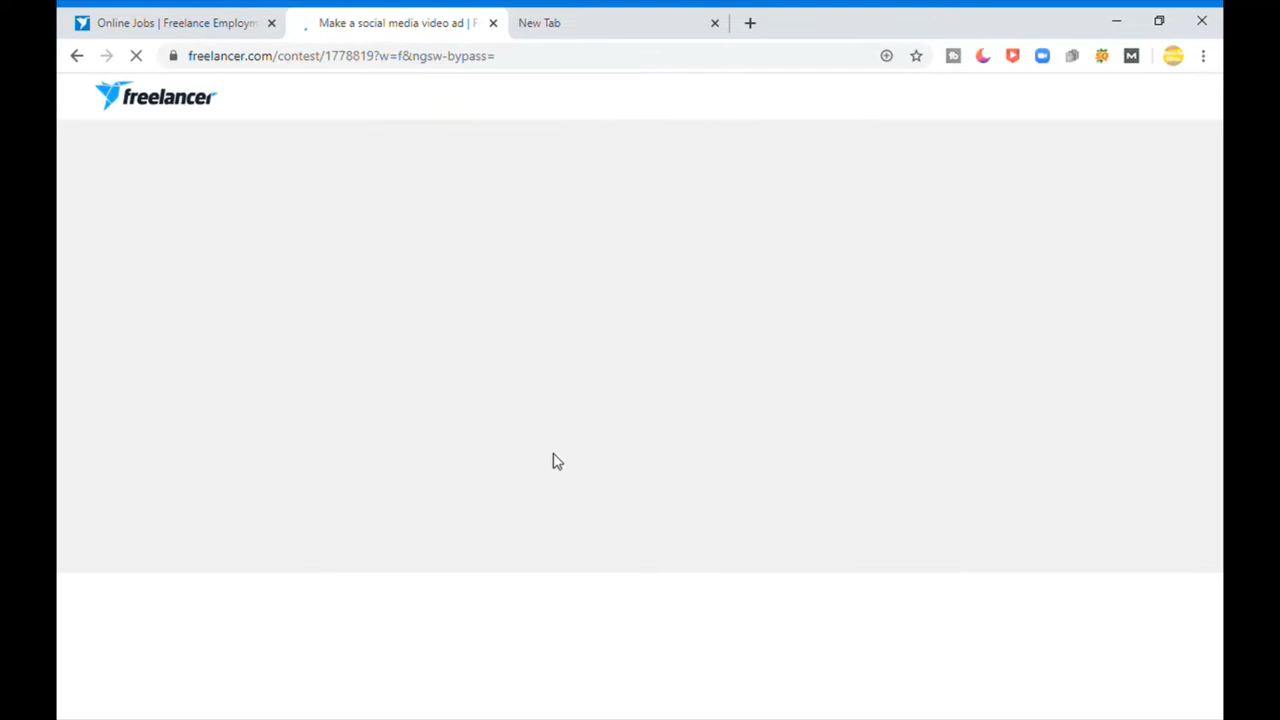 Online Jobs | Freelance Employm
Make a social media video ad | F
New Tab
freelancer.com/contest/1778819?w=f&ngsw-bypass=
M
freelancer